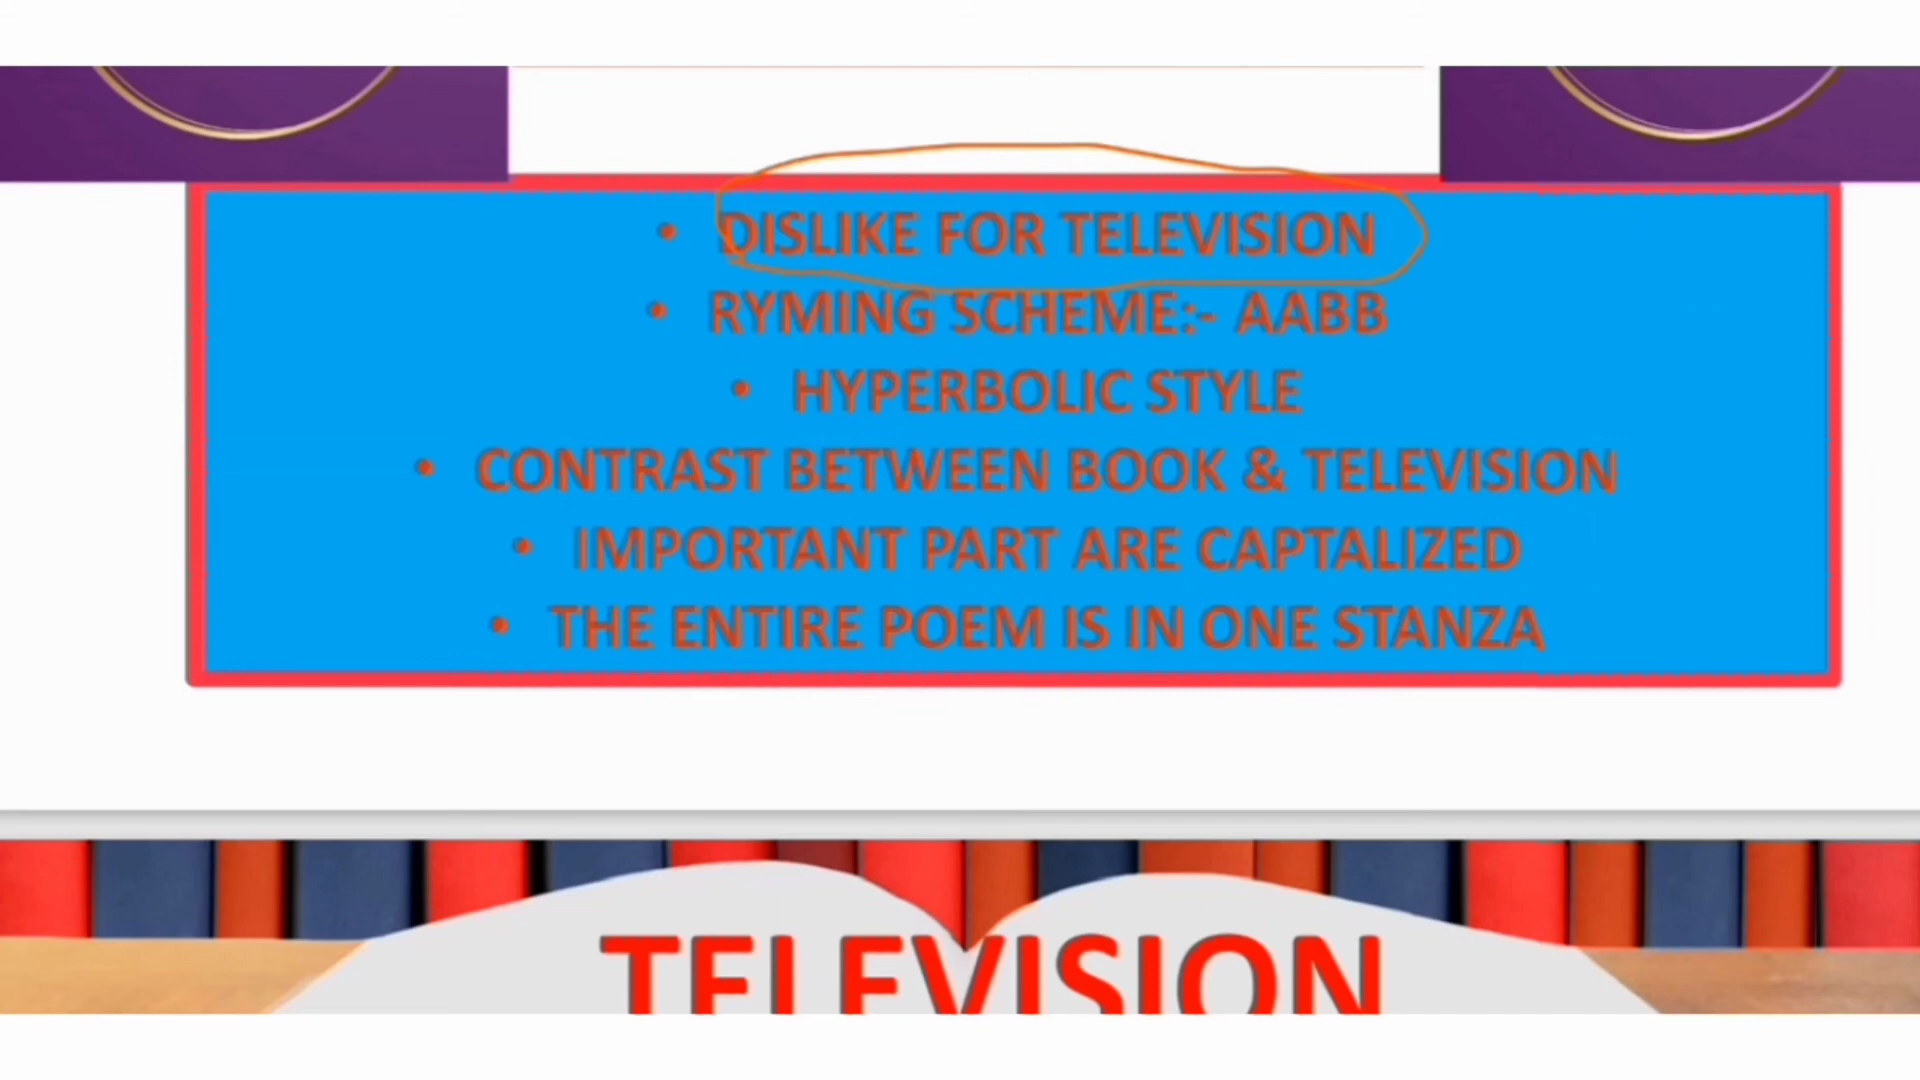 • DISLIKE FOR TELEVISION
• RYMING SCHEME:- AABB
• HYPERBOLIC STYLE
• CONTRAST BETWEEN BOOK & TELEVISION
• IMPORTANT PART ARE CAPTALIZED
• THE ENTIRE POEM IS IN ONE STANZA
TELEVISION